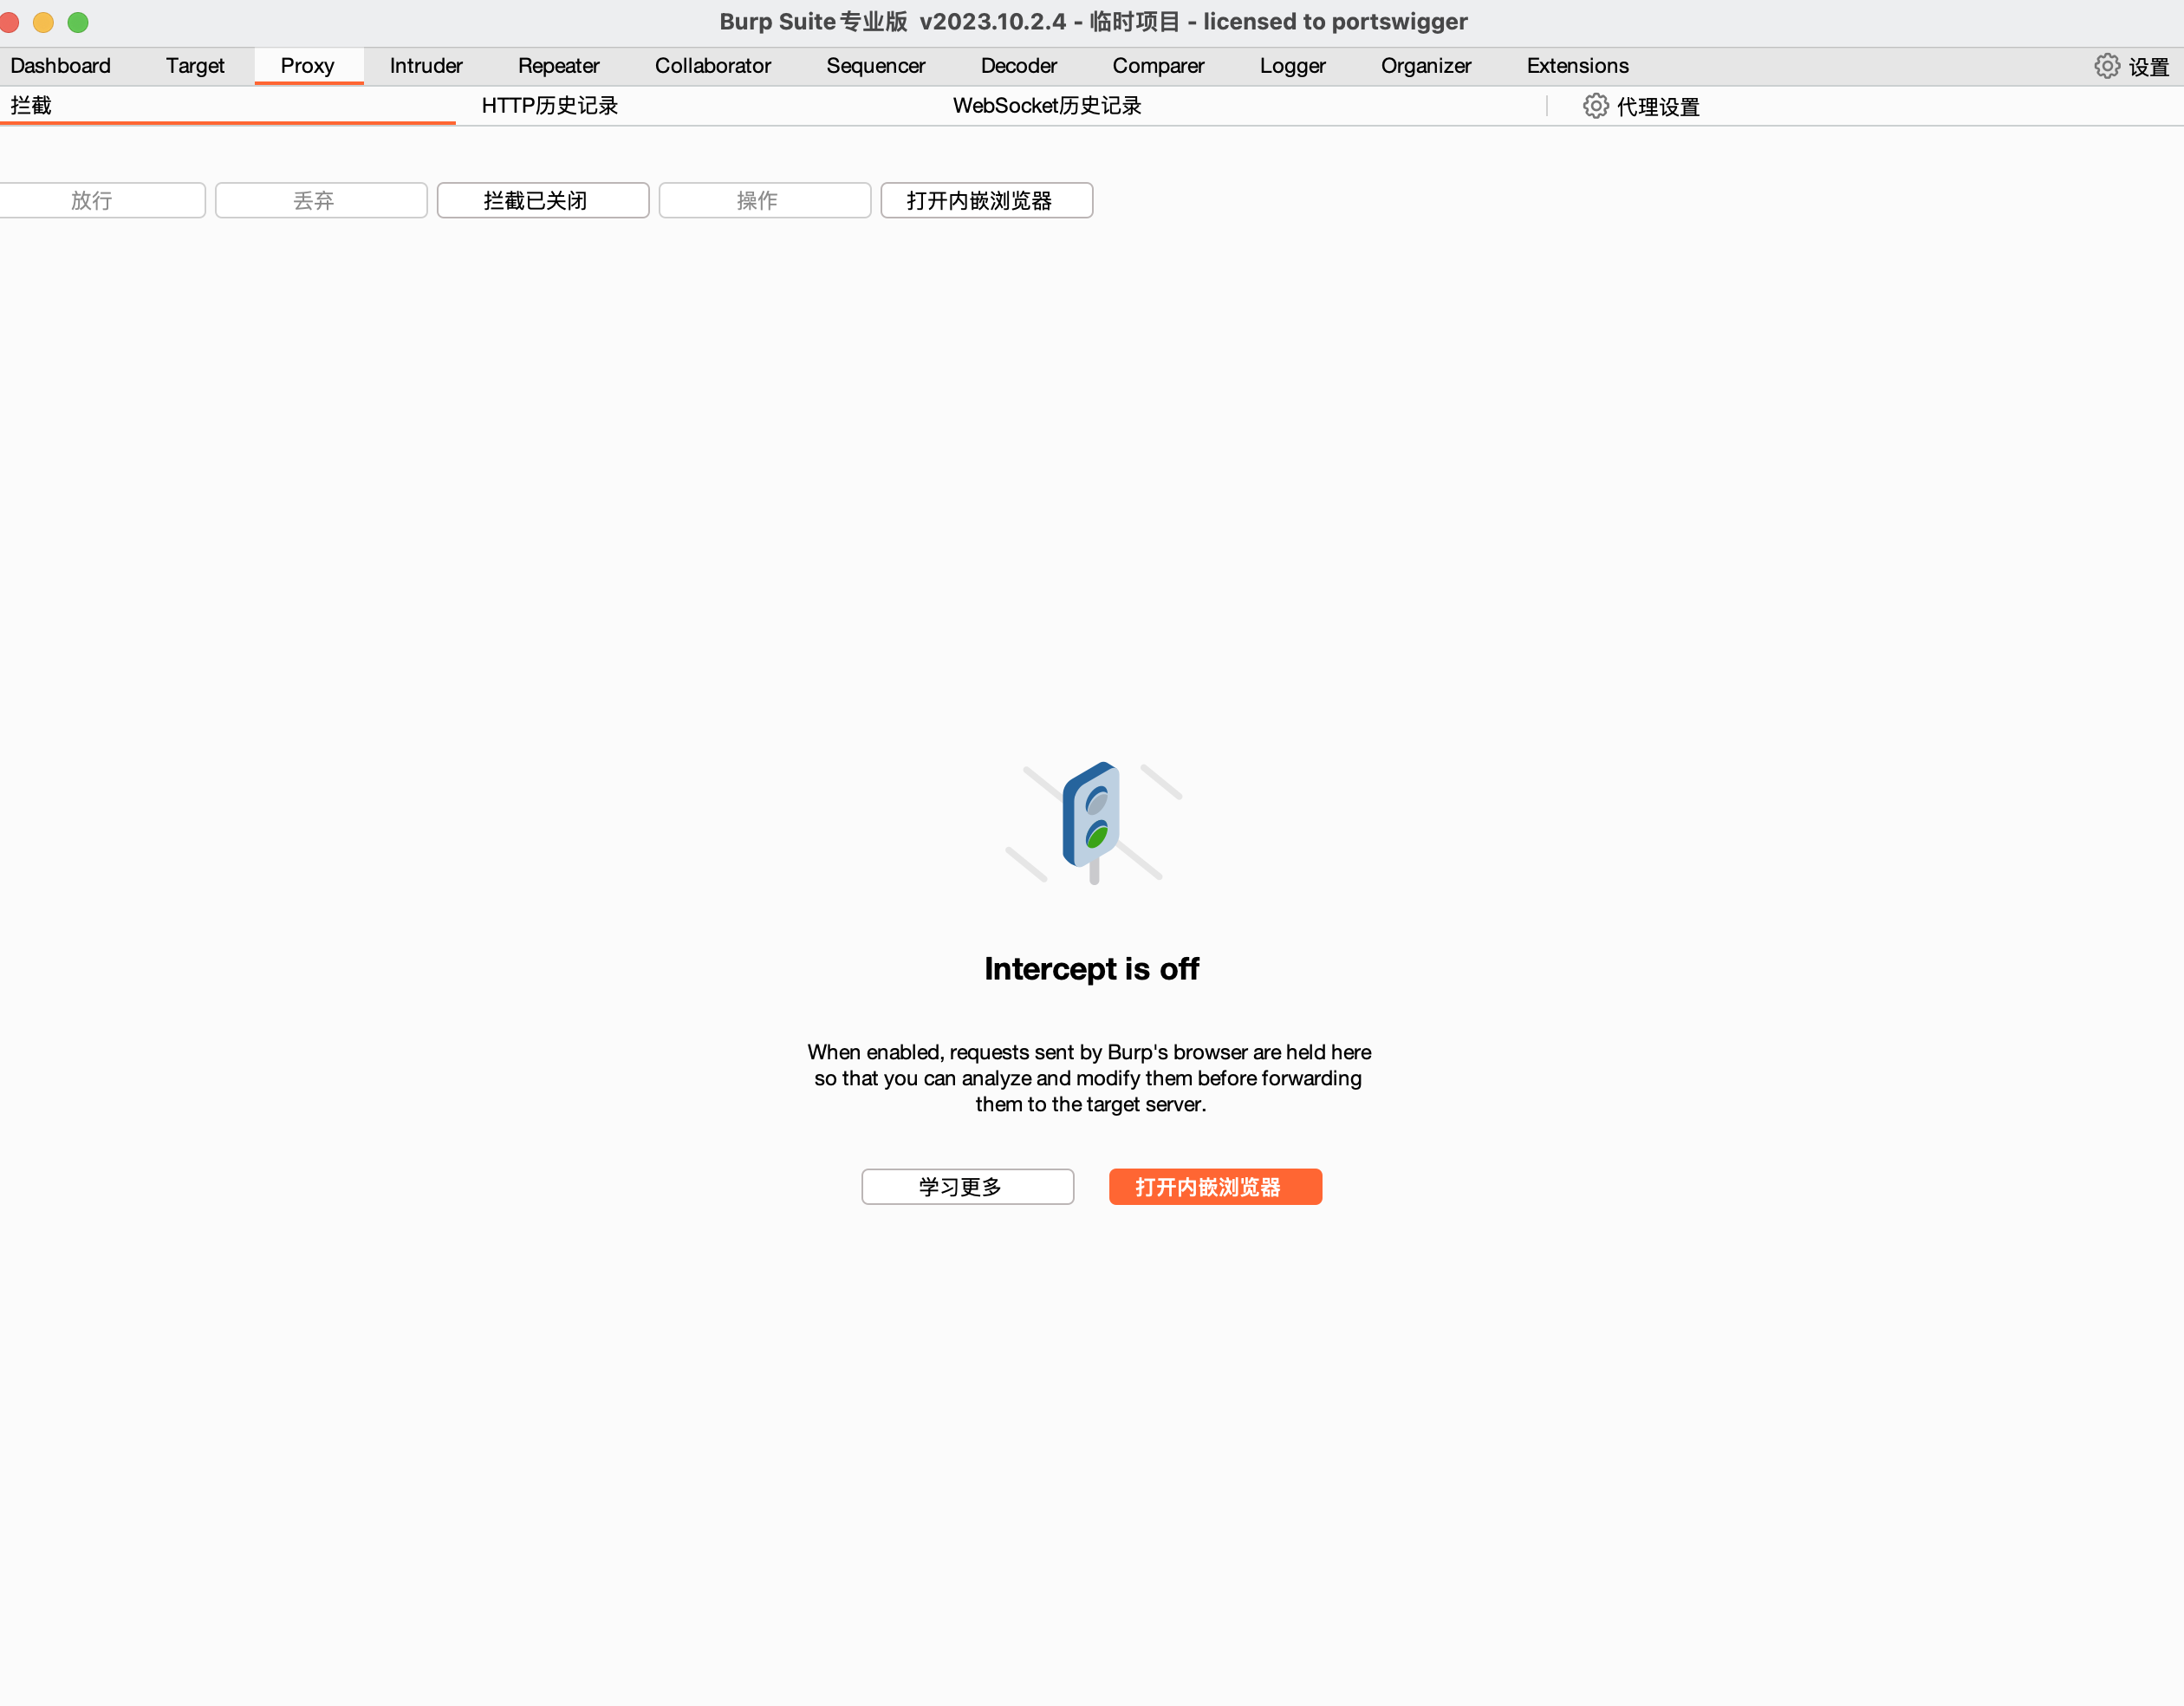 Burp Suite 专业版 v2023.10.2.4 - 临时项目 - licensed to portswigger
Dashboard Target Proxy Intruder Repeater Collaborator Sequencer Decoder Comparer Logger Organizer Extensions 设置
拦截 HTTP历史记录 WebSocket历史记录 代理设置
放行 丢弃 拦截已关闭 操作 打开内嵌浏览器
Intercept is off
When enabled, requests sent by Burp's browser are held here
so that you can analyze and modify them before forwarding
them to the target server.
学习更多 打开内嵌浏览器